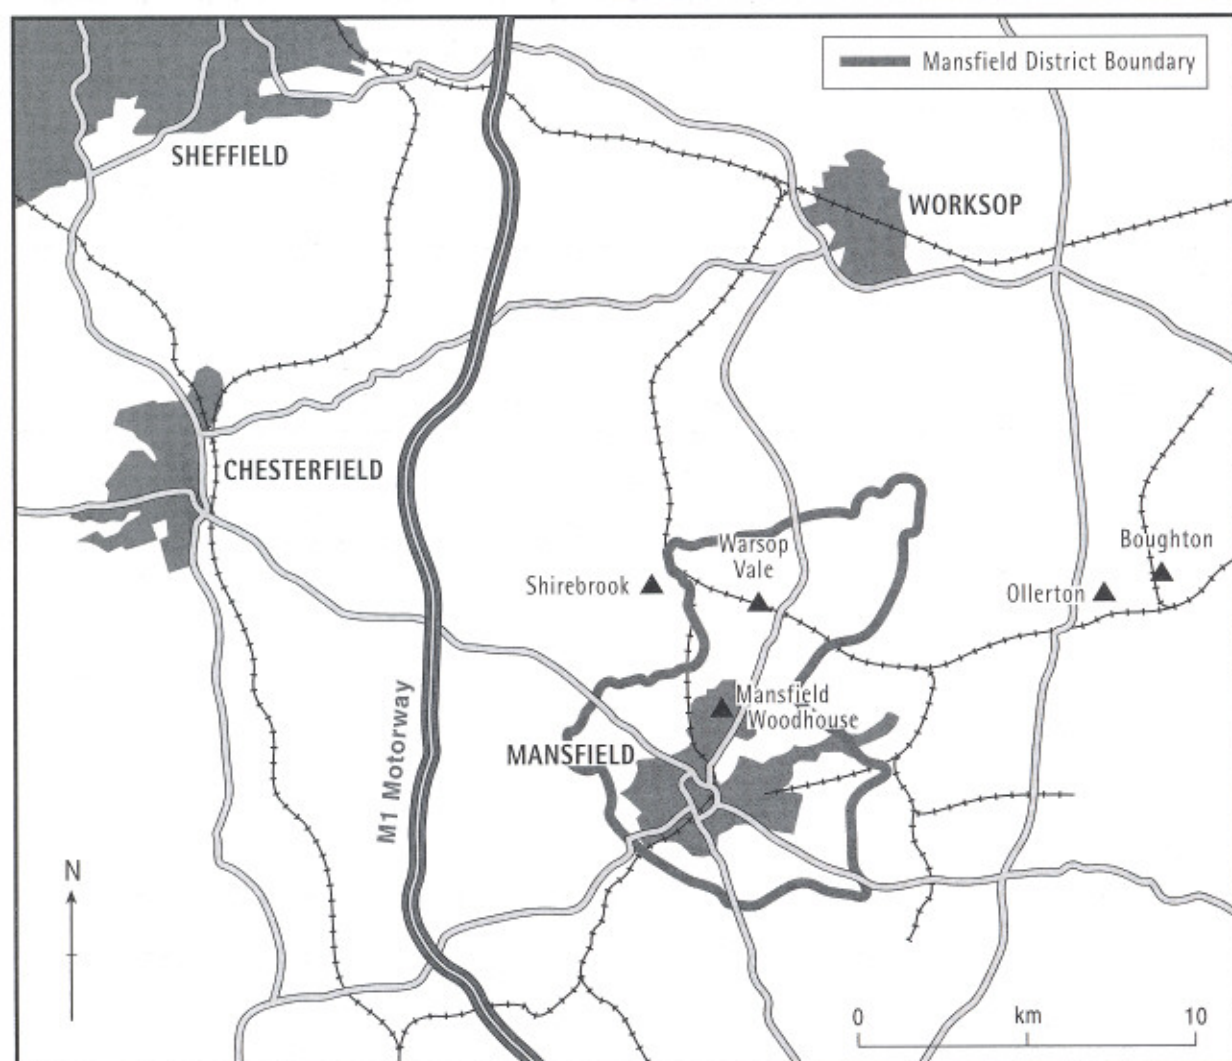 Mansfield District Boundary
SHEFFIELD
WORKSOP
CHESTERFIELD
Warsop
Vale
Boughton
Shirebrook
Ollerton
Mansfield
Woodhouse
MANSFIELD
M1 Motorway
N
0 km 10